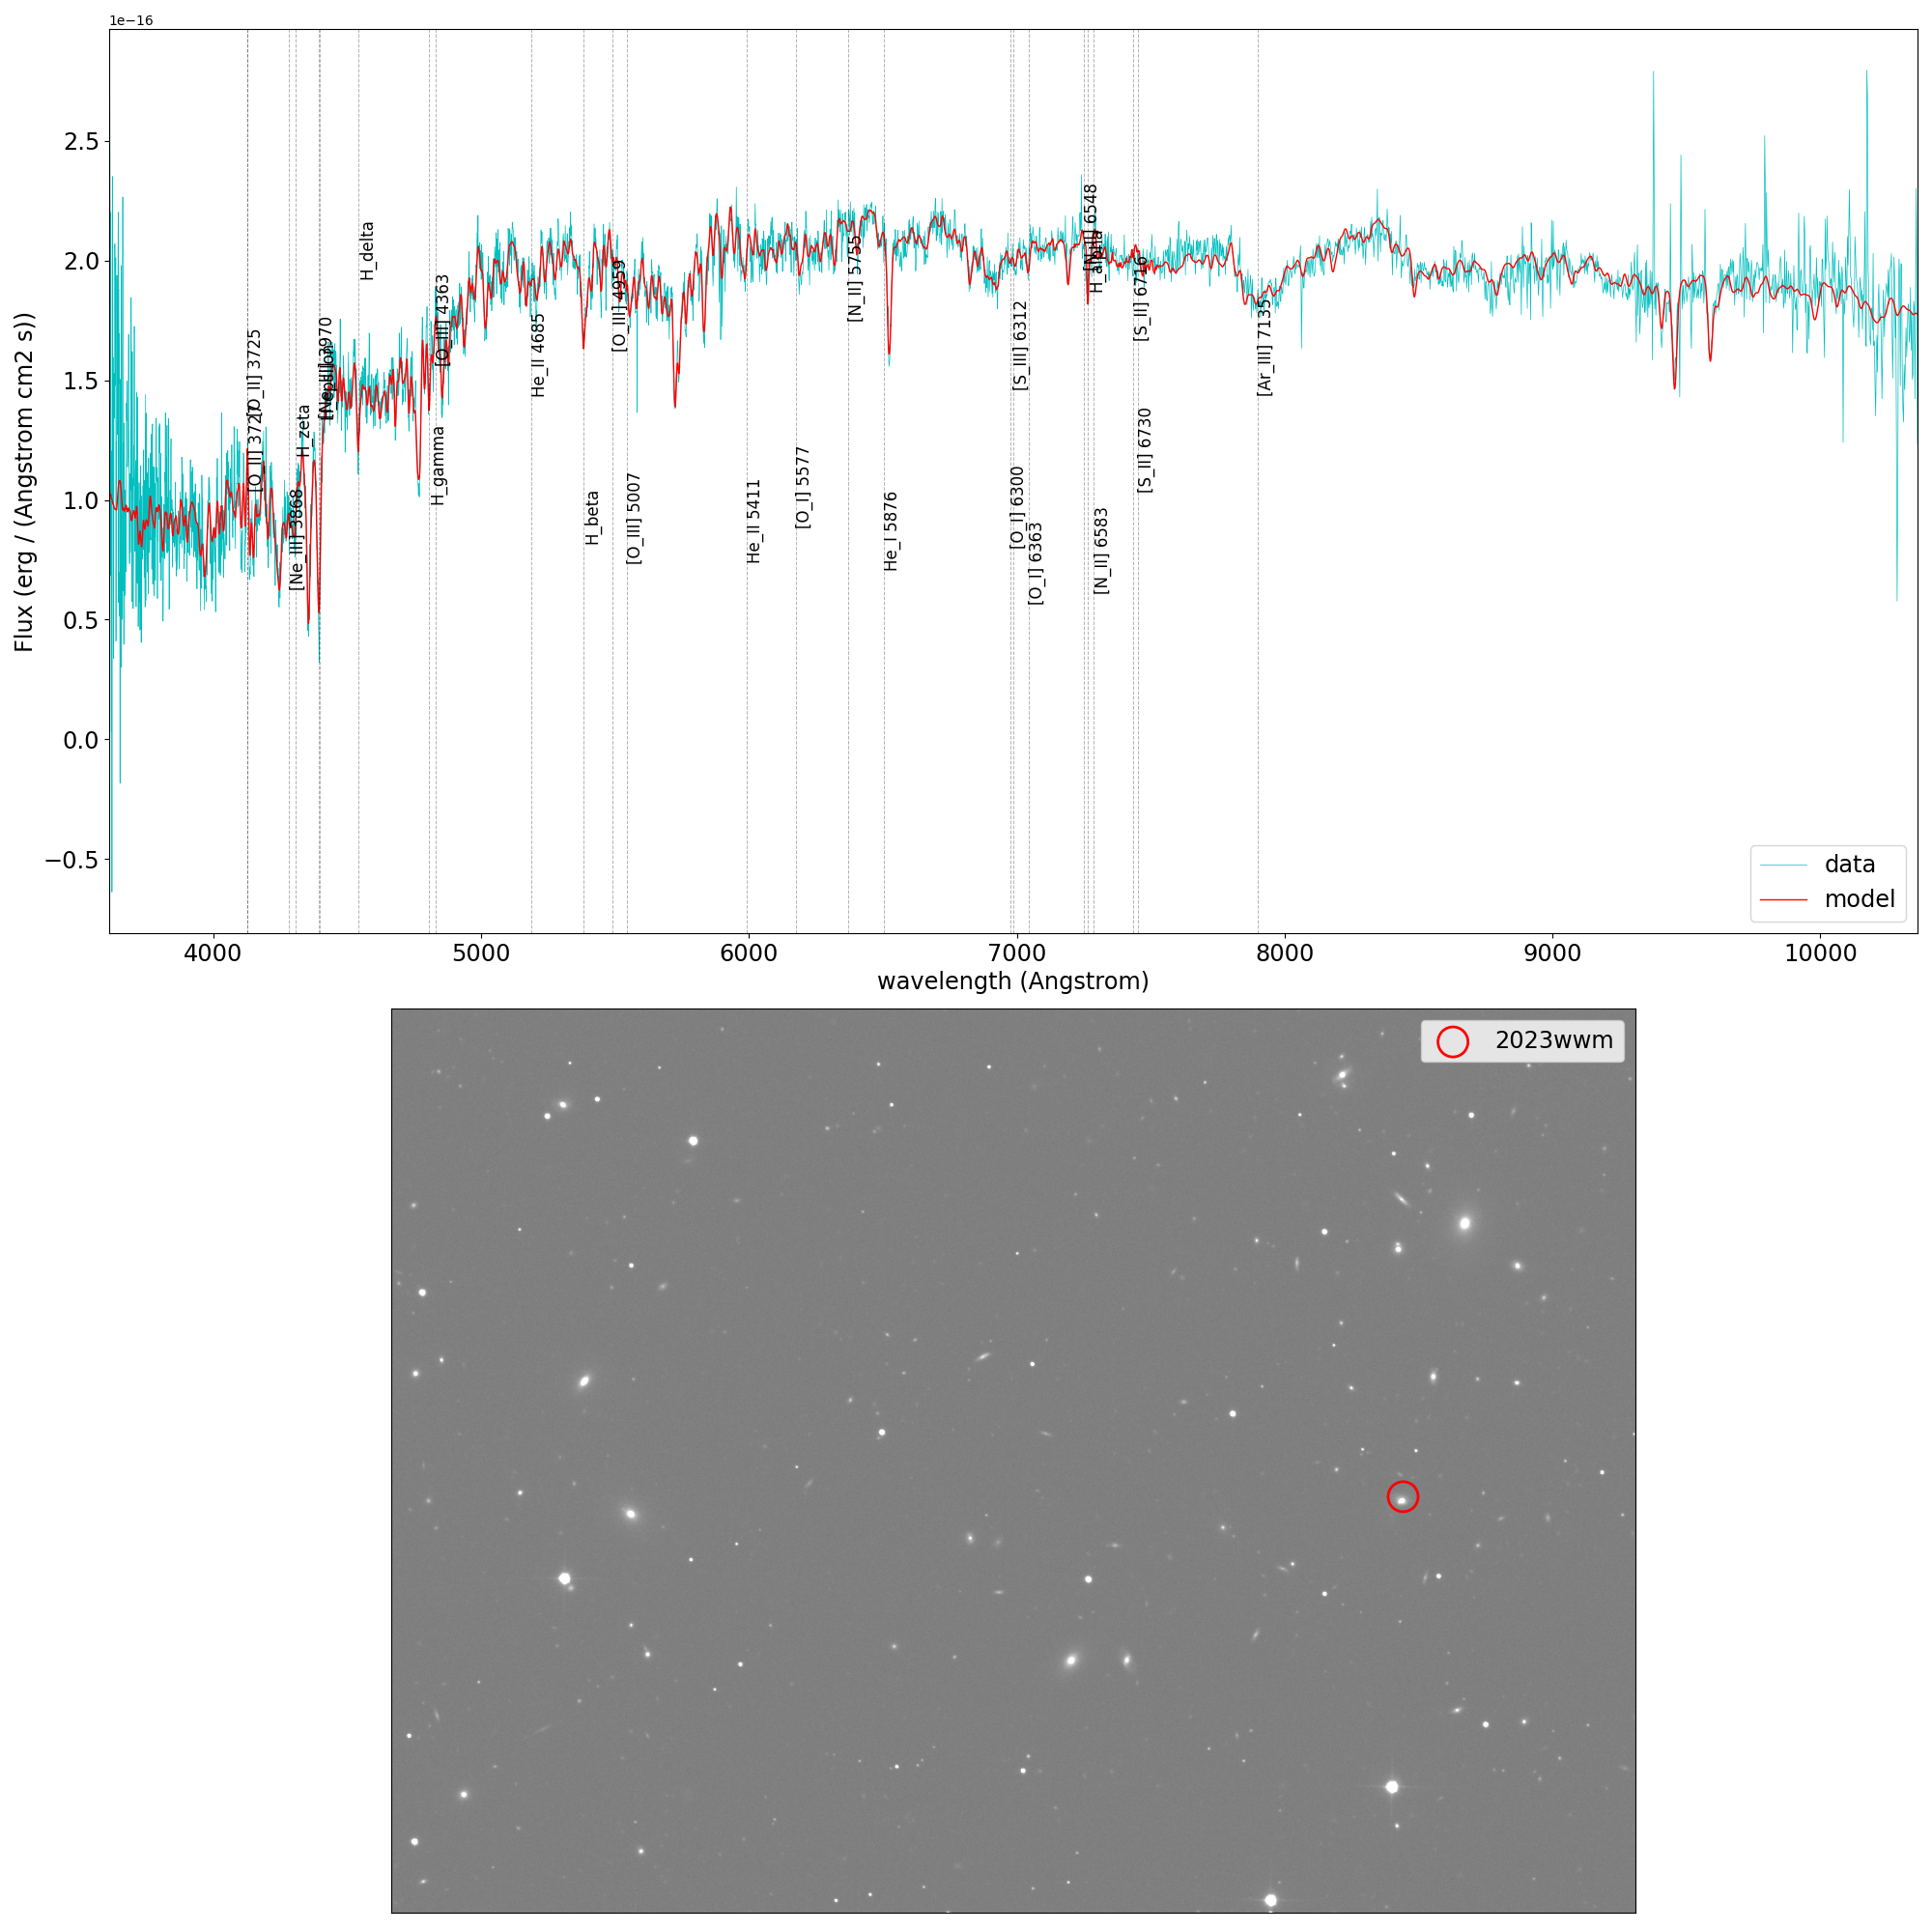 1e−16
2.5
2.0
1.5
1.0
0.5
0.0
−0.5
Flux (erg / (Angstrom cm2 s))
[O_II] 3725
[O_II] 3727
[Ne_III] 3868
H_zeta
[Ne_III] 3970
H_epsilon
H_delta
H_gamma
[O_III] 4363
He_II 4685
H_beta
[O_III] 4959
[O_III] 5007
He_II 5411
[O_I] 5577
[N_II] 5755
He_I 5876
[O_I] 6300
[S_III] 6312
[O_I] 6363
[N_II] 6548
H_alpha
[N_II] 6583
[S_II] 6716
[S_II] 6730
[Ar_III] 7135
data
model
4000 5000 6000 7000 8000 9000 10000
wavelength (Angstrom)
2023wwm